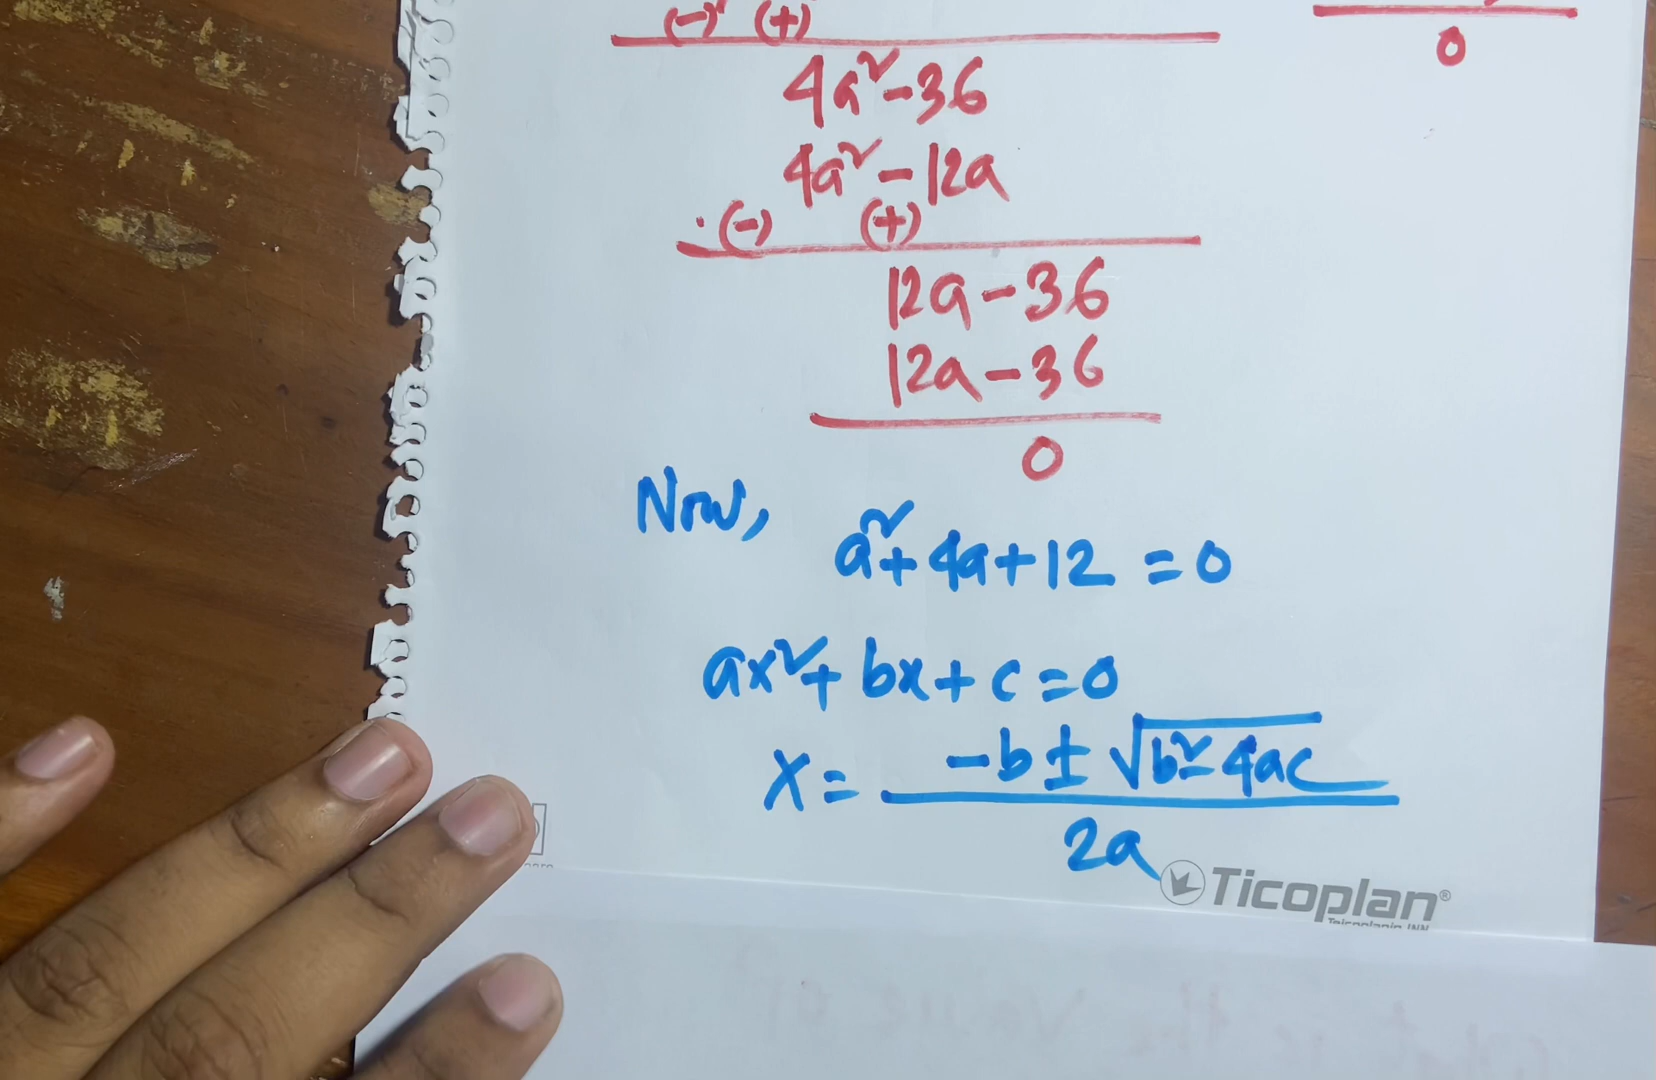 (-) (+)
0
4a²-36
4a²-12a
(-) (+)
12a-36
12a-36
0
Now,
a²+4a+12=0
ax²+bx+c=0
x= -b±√b²-4ac
2a
Ticoplan®